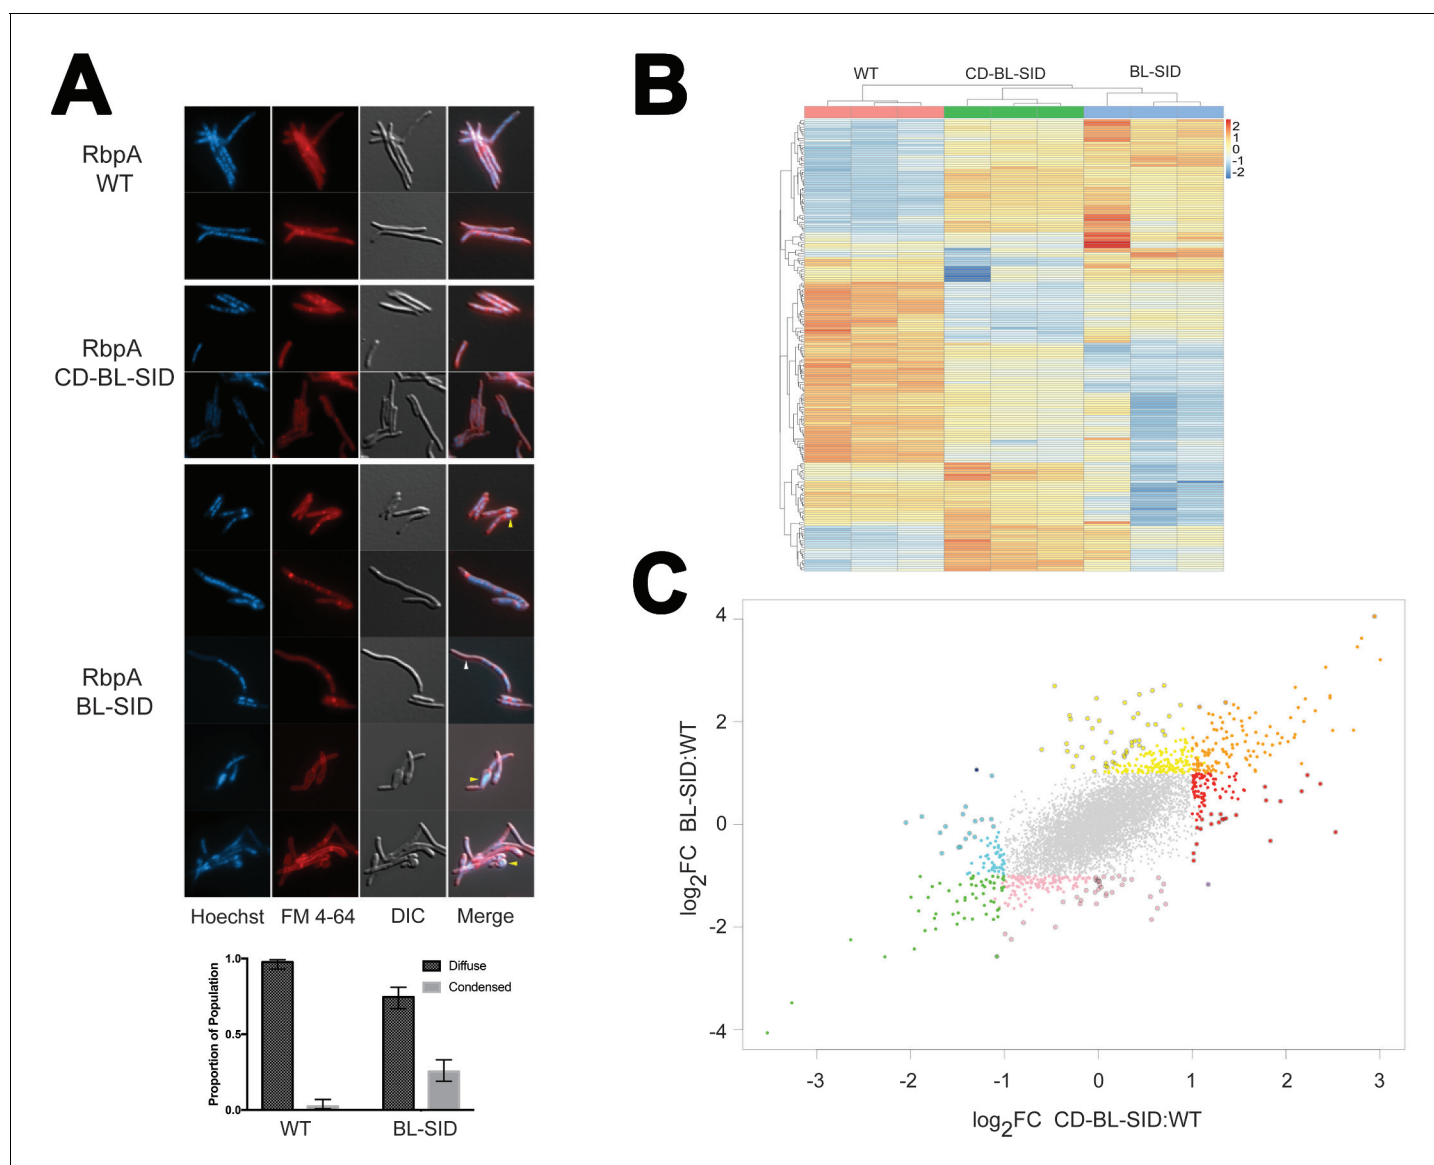 A
RbpA
WT
RbpA
CD-BL-SID
RbpA
BL-SID
Hoechst FM 4-64 DIC Merge
Proportion of Population
1.0
0.5
0.0
Diffuse
Condensed
WT BL-SID
B
WT CD-BL-SID BL-SID
2
1
0
-1
-2
C
log2FC BL-SID:WT
4
2
0
-2
-4
-3 -2 -1 0 1 2 3
log2FC CD-BL-SID:WT